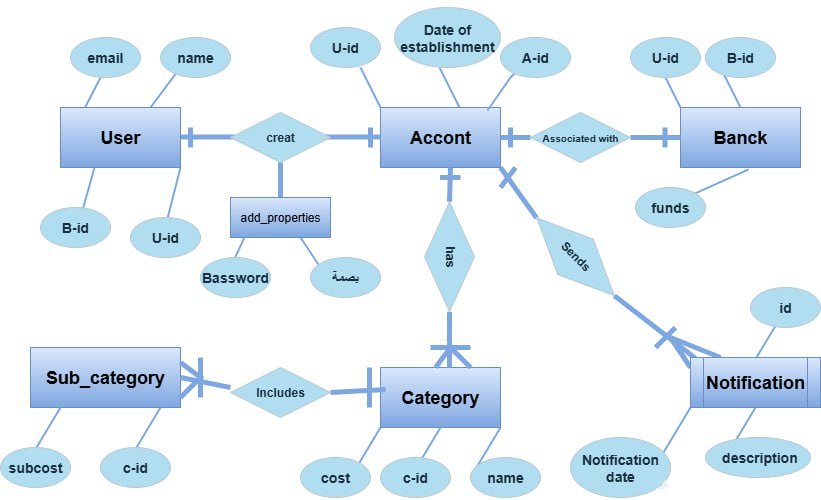 email
name
U-id
Date of
establishment
A-id
U-id
B-id
User
creat
Accont
Associated with
Banck
B-id
U-id
add_properties
funds
Bassword
بصمة
has
Sends
id
Sub_category
Includes
Category
Notification
subcost
c-id
cost
c-id
name
Notification
date
description